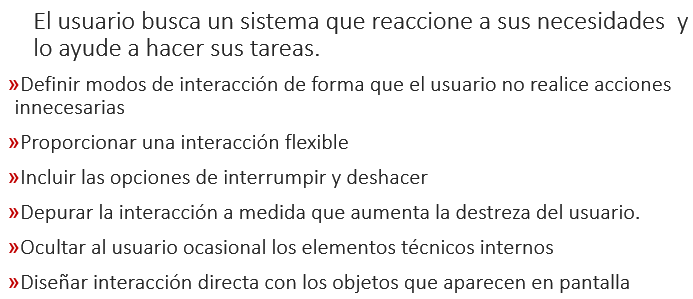 El usuario busca un sistema que reaccione a sus necesidades y
lo ayude a hacer sus tareas.
»Definir modos de interacción de forma que el usuario no realice acciones
innecesarias
»Proporcionar una interacción flexible
»Incluir las opciones de interrumpir y deshacer
»Depurar la interacción a medida que aumenta la destreza del usuario.
»Ocultar al usuario ocasional los elementos técnicos internos
»Diseñar interacción directa con los objetos que aparecen en pantalla